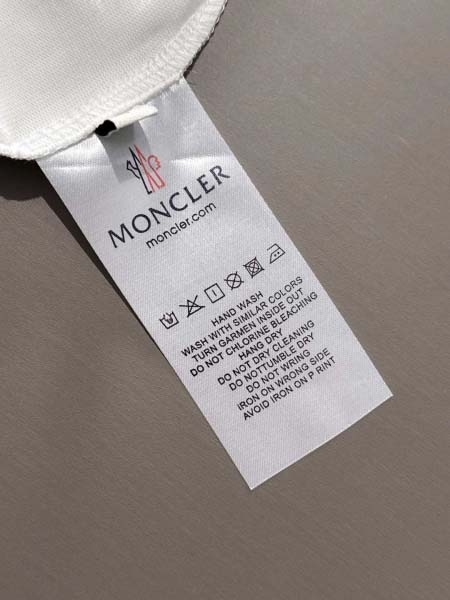 MONCLER
moncler.com
HAND WASH
WASH WITH SIMILAR COLORS
TURN GARMEN INSIDE OUT
DO NOT CHLORINE BLEACHING
HANG DRY
DO NOT DRY CLEANING
DO NOTTUMBLE DRY
DO NOT WRING
IRON ON WRONG SIDE
AVOID IRON ON P RINT